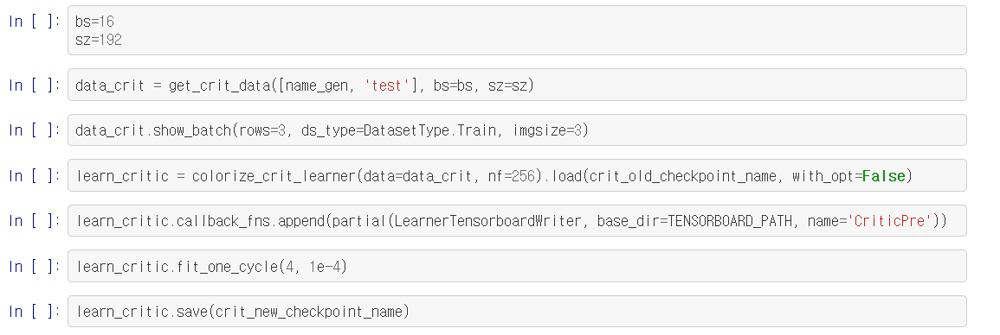 In [ ]: bs=16
sz=192
In [ ]: data_crit = get_crit_data([name_gen, 'test'], bs=bs, sz=sz)
In [ ]: data_crit.show_batch(rows=3, ds_type=DatasetType.Train, imgsize=3)
In [ ]: learn_critic = colorize_crit_learner(data=data_crit, nf=256).load(crit_old_checkpoint_name, with_opt=False)
In [ ]: learn_critic.callback_fns.append(partial(LearnerTensorboardWriter, base_dir=TENSORBOARD_PATH, name='CriticPre'))
In [ ]: learn_critic.fit_one_cycle(4, 1e-4)
In [ ]: learn_critic.save(crit_new_checkpoint_name)